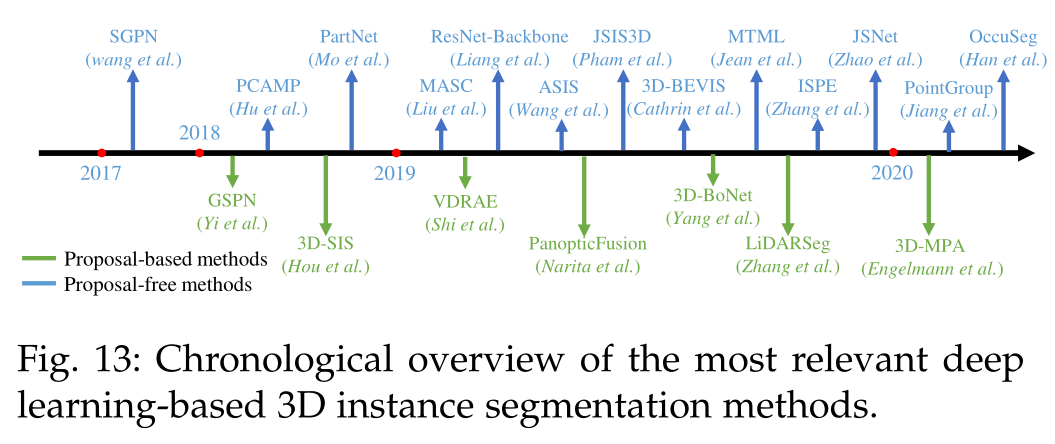 SGPN
(wang et al.)
PartNet
(Mo et al.)
ResNet-Backbone
(Liang et al.)
JSIS3D
(Pham et al.)
MTML
(Jean et al.)
JSNet
(Zhao et al.)
OccuSeg
(Han et al.)
PCAMP
(Hu et al.)
MASC
(Liu et al.)
ASIS
(Wang et al.)
3D-BEVIS
(Cathrin et al.)
ISPE
(Zhang et al.)
PointGroup
(Jiang et al.)
2017
2018
2019
2020
GSPN
(Yi et al.)
3D-SIS
(Hou et al.)
VDRAE
(Shi et al.)
PanopticFusion
(Narita et al.)
3D-BoNet
(Yang et al.)
LiDARSeg
(Zhang et al.)
3D-MPA
(Engelmann et al.)
Proposal-based methods
Proposal-free methods
Fig. 13: Chronological overview of the most relevant deep
learning-based 3D instance segmentation methods.